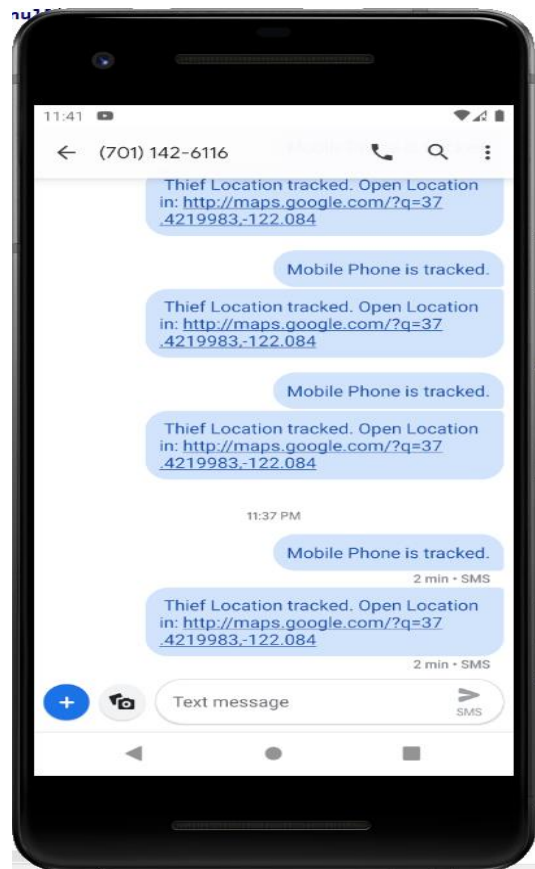 11:41
(701) 142-6116
Thief Location tracked. Open Location
in: http://maps.google.com/?q=37
.4219983,-122.084
Mobile Phone is tracked.
Thief Location tracked. Open Location
in: http://maps.google.com/?q=37
.4219983,-122.084
Mobile Phone is tracked.
Thief Location tracked. Open Location
in: http://maps.google.com/?q=37
.4219983,-122.084
11:37 PM
Mobile Phone is tracked.
2 min • SMS
Thief Location tracked. Open Location
in: http://maps.google.com/?q=37
.4219983,-122.084
2 min • SMS
Text message
SMS